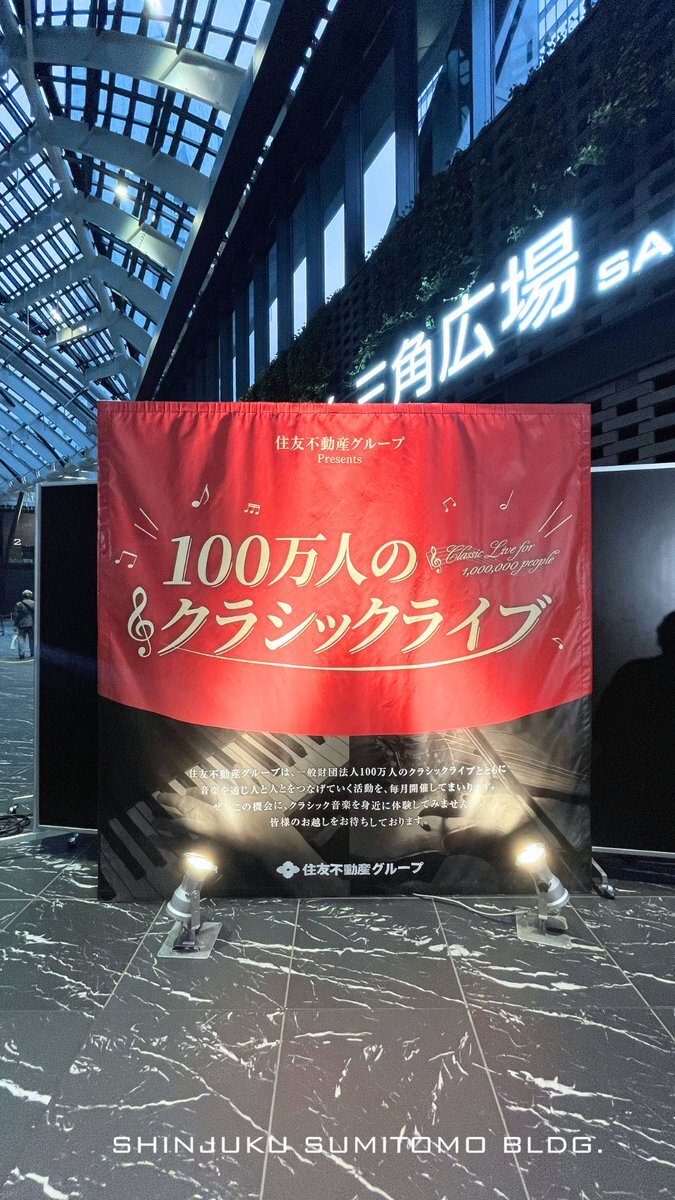 三角広場 SA
住友不動産グループ
Presents
100万人の
Classic Live for
1,000,000 people
クラシックライブ
住友不動産グループは、一般財団法人100万人のクラシックライブとともに
音楽を通じ人と人とをつなげていく活動を、毎月開催してまいります。
ぜひこの機会に、クラシック音楽を身近に体験してみません
皆様のお越しをお待ちしております。
住友不動産グループ
2
SHINJUKU SUMITOMO BLDG.